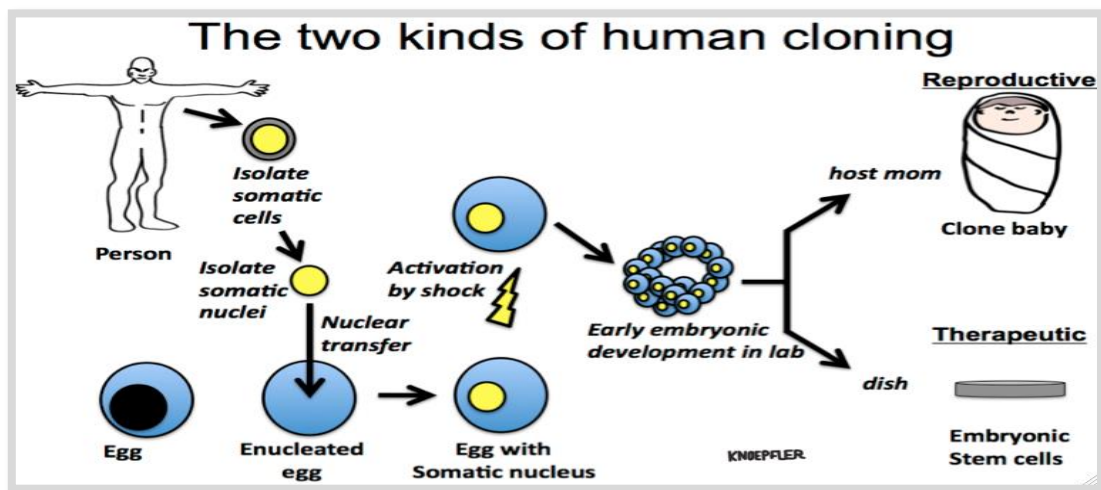 The two kinds of human cloning
Reproductive
Isolate
somatic
cells
host mom
Person
Clone baby
Isolate
somatic
nuclei
Activation
by shock
Nuclear
transfer
Early embryonic
development in lab
Therapeutic
dish
Egg
Enucleated
egg
Egg with
Somatic nucleus
KNOEPFLER
Embryonic
Stem cells